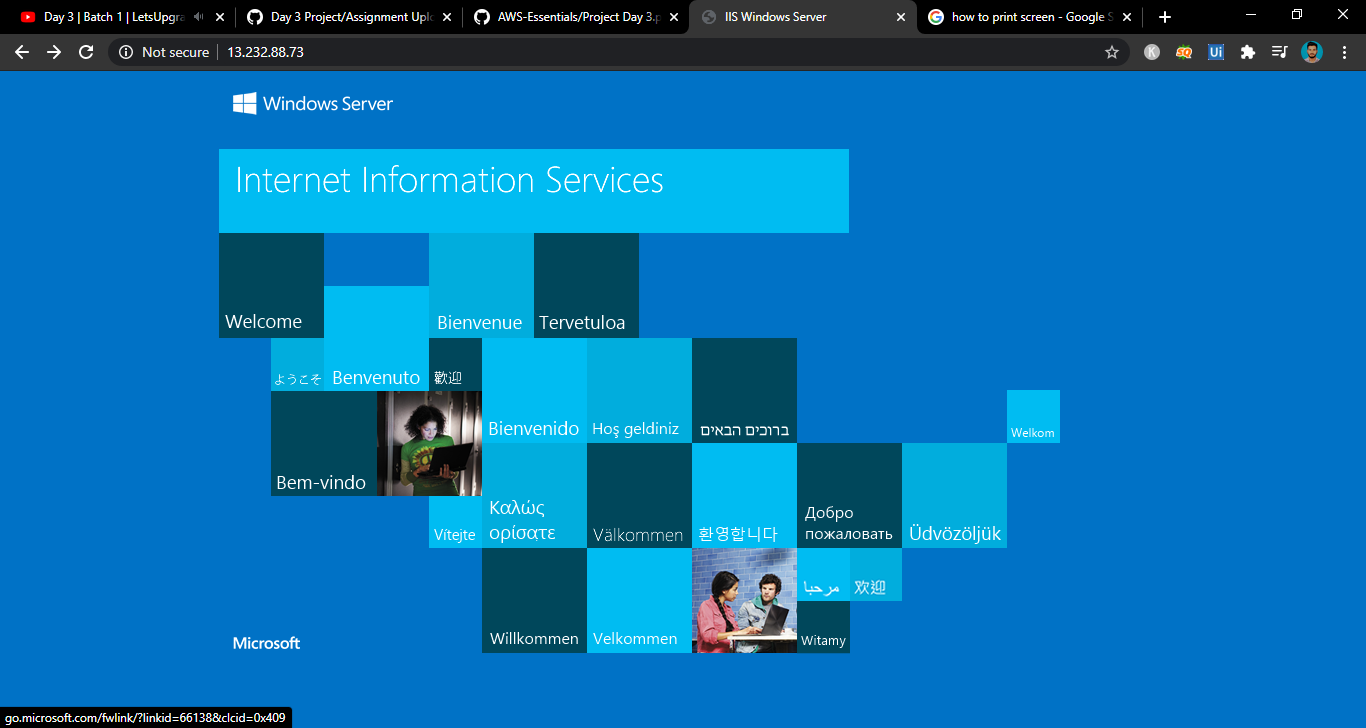 Day 3 | Batch 1 | LetsUpgra
Day 3 Project/Assignment Uplo
AWS-Essentials/Project Day 3.p
IIS Windows Server
how to print screen - Google S
Not secure
13.232.88.73
K
SQ
Ui
Windows Server
Internet Information Services
Welcome
Bienvenue
Tervetuloa
ようこそ
Benvenuto
歡迎
Bienvenido
Hoş geldiniz
ברוכים הבאים
Welkom
Bem-vindo
Vítejte
Καλώς
ορίσατε
Välkommen
환영합니다
Добро
пожаловать
Üdvözöljük
Willkommen
Velkommen
مرحبا
欢迎
Witamy
Microsoft
go.microsoft.com/fwlink/?linkid=66138&clcid=0x409